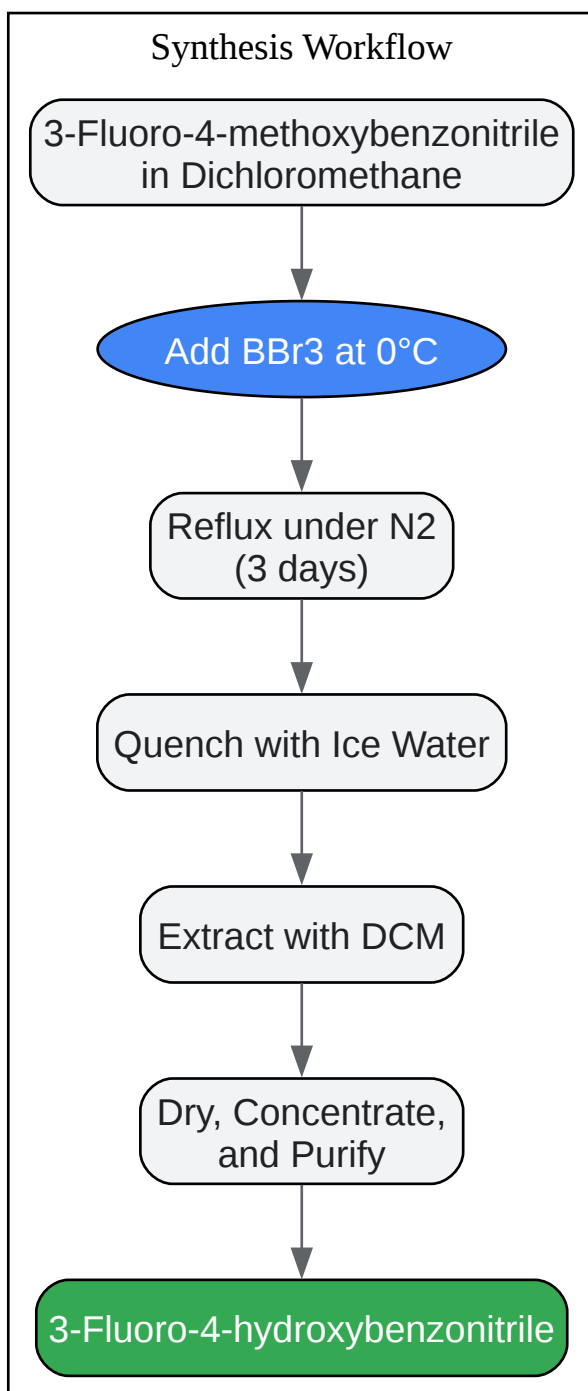 Synthesis Workflow
3-Fluoro-4-methoxybenzonitrile
in Dichloromethane
Add BBr3 at 0°C
Reflux under N2
(3 days)
Quench with Ice Water
Extract with DCM
Dry, Concentrate,
and Purify
3-Fluoro-4-hydroxybenzonitrile